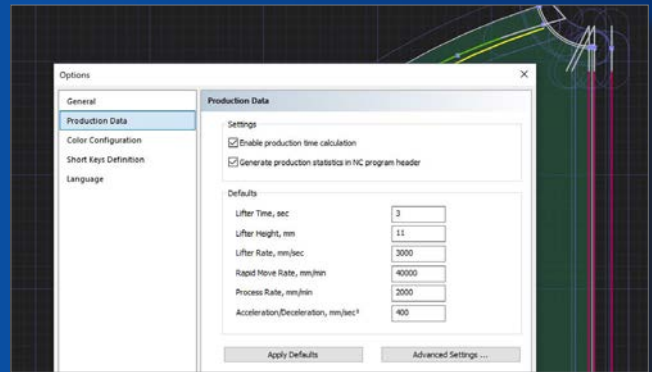 Options
General
Production Data
Color Configuration
Short Keys Definition
Language
Production Data
Settings
Enable production time calculation
Generate production statistics in NC program header
Defaults
Lifter Time, sec 3
Lifter Height, mm 11
Lifter Rate, mm/sec 3000
Rapid Move Rate, mm/min 40000
Process Rate, mm/min 2000
Acceleration/Deceleration, mm/sec² 400
Apply Defaults Advanced Settings ...